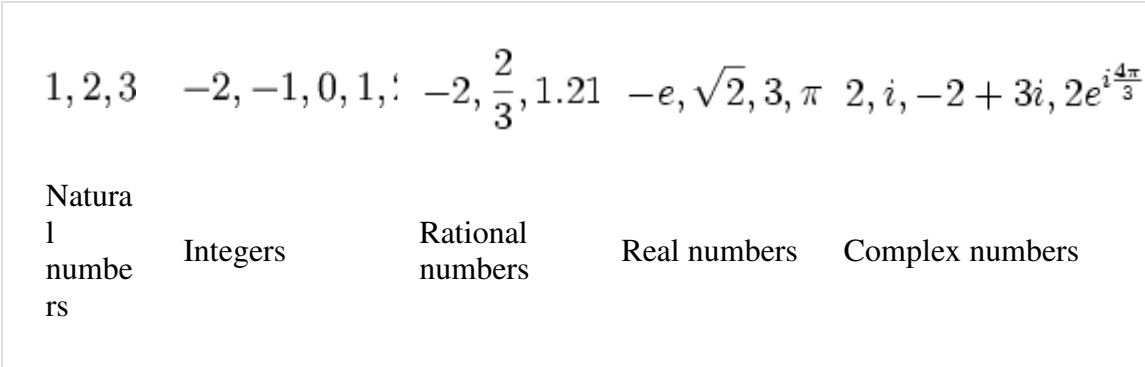 1, 2, 3   −2, −1, 0, 1,   −2, 2/3, 1.21   −e, √2, 3, π   2, i, −2 + 3i, 2e^{i4π/3}
Natura
l
numbe
rs
Integers
Rational
numbers
Real numbers
Complex numbers